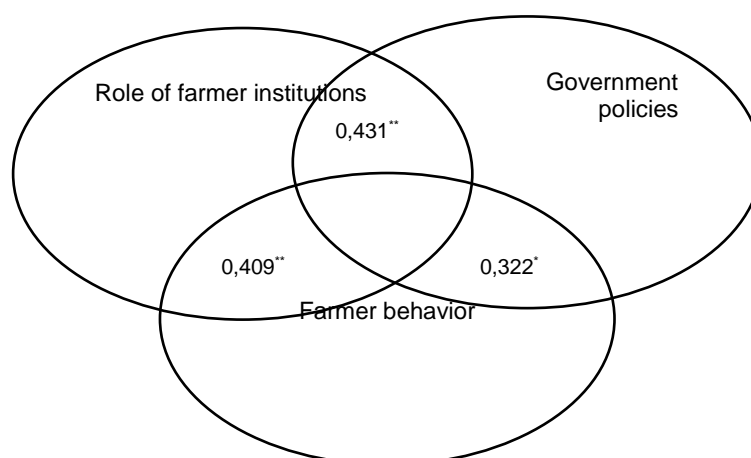 Role of farmer institutions
Government
policies
0,431**
0,409**
0,322*
Farmer behavior